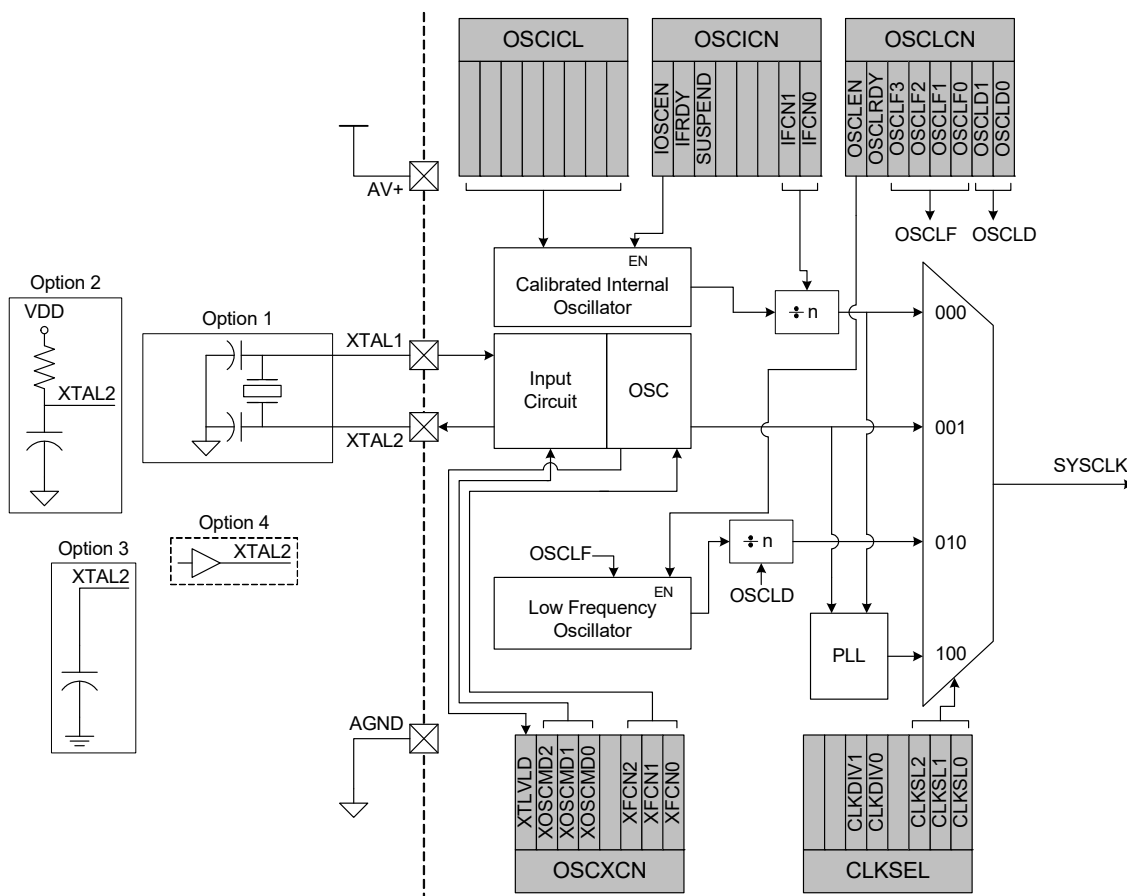 OSCICL
OSCICN
OSCLCN
IOSCEN
IFRDY
SUSPEND
IFCN1
IFCN0
OSCLEN
OSCLRDY
OSCLF3
OSCLF2
OSCLF1
OSCLF0
OSCLD1
OSCLD0
AV+
OSCLF
OSCLD
EN
Calibrated Internal
Oscillator
÷ n
000
Option 2
VDD
XTAL2
Option 1
XTAL1
XTAL2
Input
Circuit
OSC
001
SYSCLK
Option 4
XTAL2
Option 3
XTAL2
OSCLF
EN
Low Frequency
Oscillator
÷ n
OSCLD
010
PLL
100
AGND
XTLVLD
XOSCMD2
XOSCMD1
XOSCMD0
XFCN2
XFCN1
XFCN0
OSCXCN
CLKDIV1
CLKDIV0
CLKSL2
CLKSL1
CLKSL0
CLKSEL